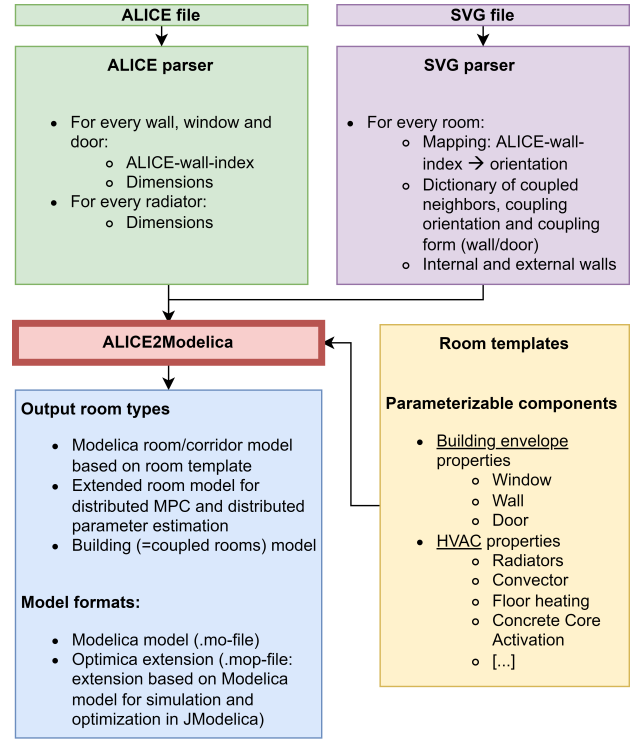 ALICE file
ALICE parser
• For every wall, window and
door:
o ALICE-wall-index
o Dimensions
• For every radiator:
o Dimensions
SVG file
SVG parser
• For every room:
o Mapping: ALICE-wall-
index → orientation
o Dictionary of coupled
neighbors, coupling
orientation and coupling
form (wall/door)
o Internal and external walls
ALICE2Modelica
Room templates
Parameterizable components
• Building envelope
properties
o Window
o Wall
o Door
• HVAC properties
o Radiators
o Convector
o Floor heating
o Concrete Core
Activation
o [...]
Output room types
• Modelica room/corridor model
based on room template
• Extended room model for
distributed MPC and distributed
parameter estimation
• Building (=coupled rooms) model
Model formats:
• Modelica model (.mo-file)
• Optimica extension (.mop-file:
extension based on Modelica
model for simulation and
optimization in JModelica)